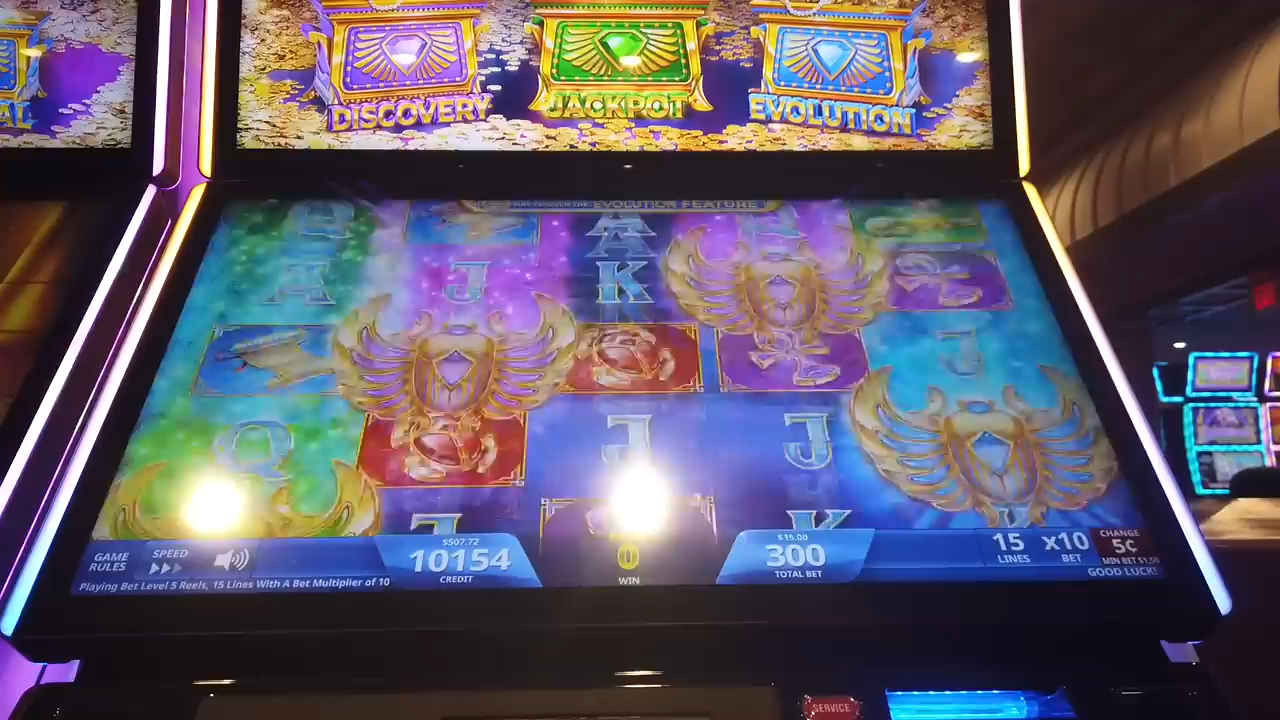 DISCOVERY
JACKPOT
EVOLUTION
AL
EVOLUTION FEATURE
Q
A
J
A
K
Q
J
J
J
K
GAME RULES
SPEED
$507.72
10154
CREDIT
0
WIN
$15.00
300
TOTAL BET
15
LINES
x10
BET
CHANGE
5¢
MIN BET $1.50
GOOD LUCK!
Playing Bet Level 5 Reels, 15 Lines With A Bet Multiplier of 10
SERVICE